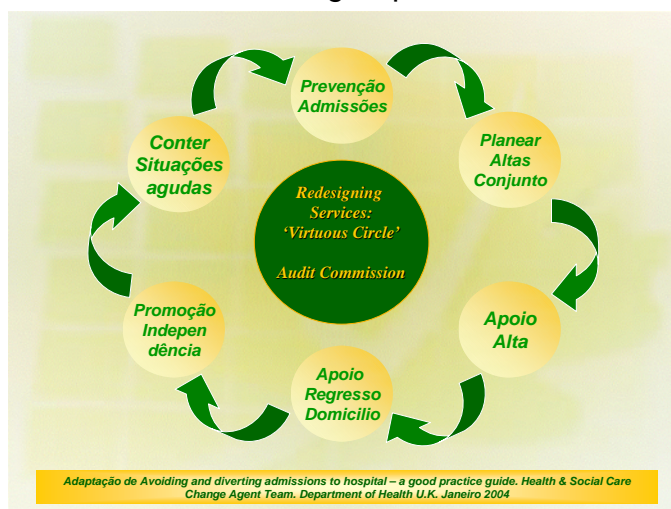 Prevenção
Admissões
Planear
Altas
Conjunto
Apoio
Alta
Apoio
Regresso
Domicilio
Promoção
Indepen
dência
Conter
Situações
agudas
Redesigning
Services:
‘Virtuous Circle’
Audit Commission
Adaptação de Avoiding and diverting admissions to hospital – a good practice guide. Health & Social Care
Change Agent Team. Department of Health U.K. Janeiro 2004